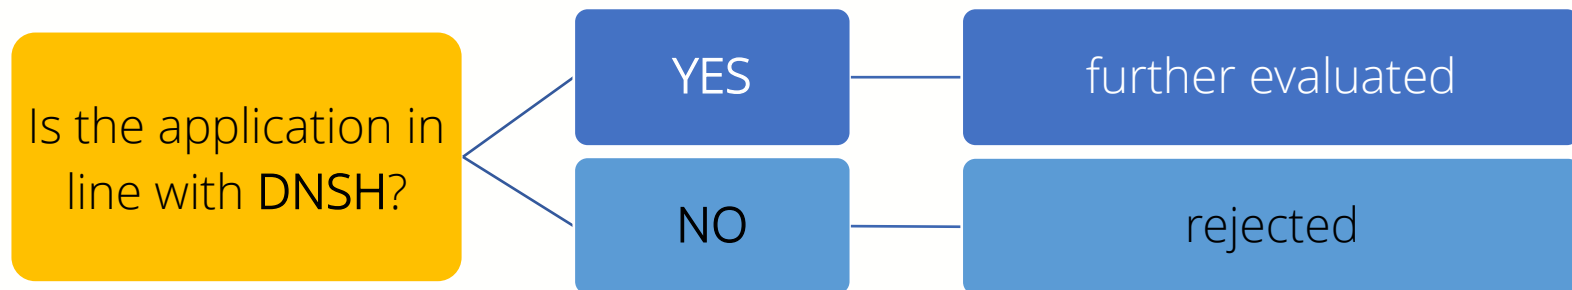 Is the application in
line with DNSH?
YES
further evaluated
NO
rejected